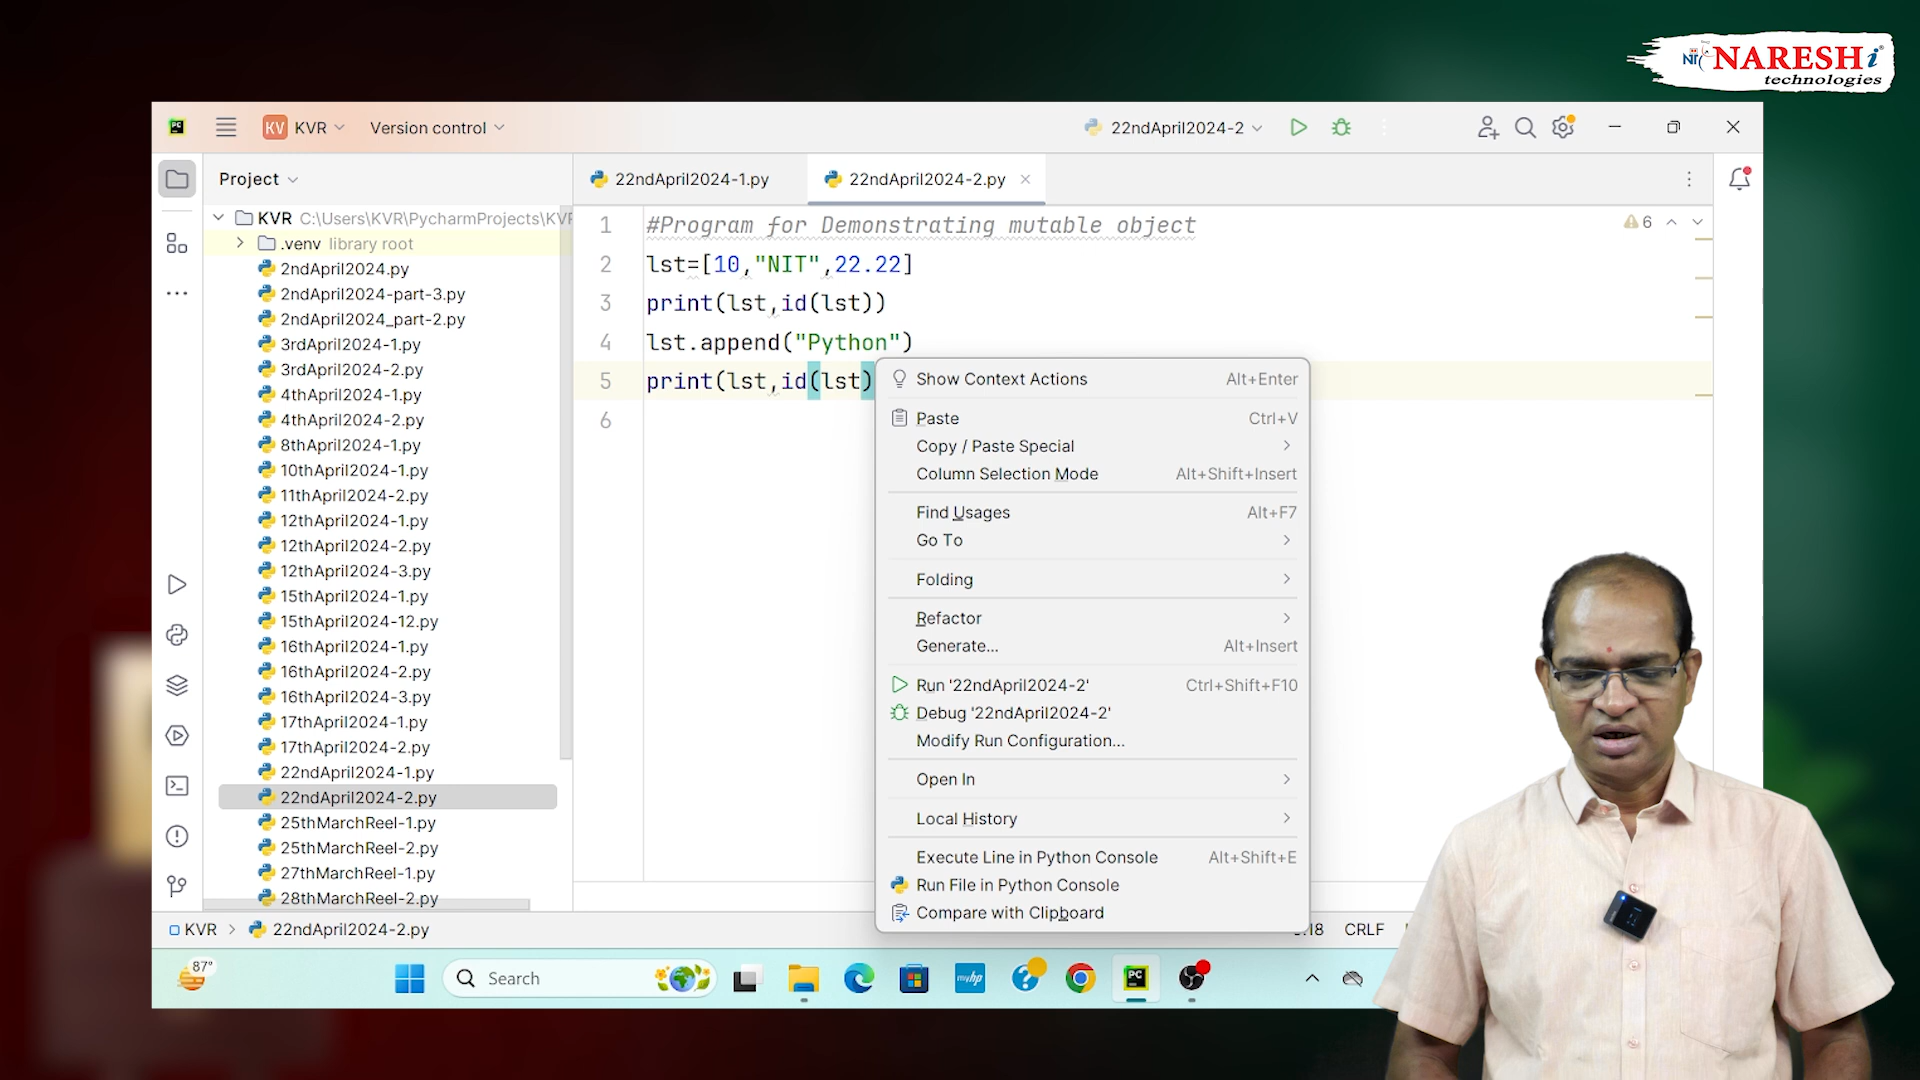 NiT NARESH i
technologies
PC
KV KVR
Version control
22ndApril2024-2
Project
22ndApril2024-1.py
22ndApril2024-2.py
KVR C:\Users\KVR\PycharmProjects\KV
.venv library root
2ndApril2024.py
2ndApril2024-part-3.py
2ndApril2024_part-2.py
3rdApril2024-1.py
3rdApril2024-2.py
4thApril2024-1.py
4thApril2024-2.py
8thApril2024-1.py
10thApril2024-1.py
11thApril2024-2.py
12thApril2024-1.py
12thApril2024-2.py
12thApril2024-3.py
15thApril2024-1.py
15thApril2024-12.py
16thApril2024-1.py
16thApril2024-2.py
16thApril2024-3.py
17thApril2024-1.py
17thApril2024-2.py
22ndApril2024-1.py
22ndApril2024-2.py
25thMarchReel-1.py
25thMarchReel-2.py
27thMarchReel-1.py
28thMarchReel-2.py
1 #Program for Demonstrating mutable object
2 lst=[10,"NIT",22.22]
3 print(lst,id(lst))
4 lst.append("Python")
5 print(lst,id(lst)
6
6
Show Context Actions Alt+Enter
Paste Ctrl+V
Copy / Paste Special
Column Selection Mode Alt+Shift+Insert
Find Usages Alt+F7
Go To
Folding
Refactor
Generate... Alt+Insert
Run '22ndApril2024-2' Ctrl+Shift+F10
Debug '22ndApril2024-2'
Modify Run Configuration...
Open In
Local History
Execute Line in Python Console Alt+Shift+E
Run File in Python Console
Compare with Clipboard
KVR > 22ndApril2024-2.py
:18 CRLF
87°
Search
myhp
PC